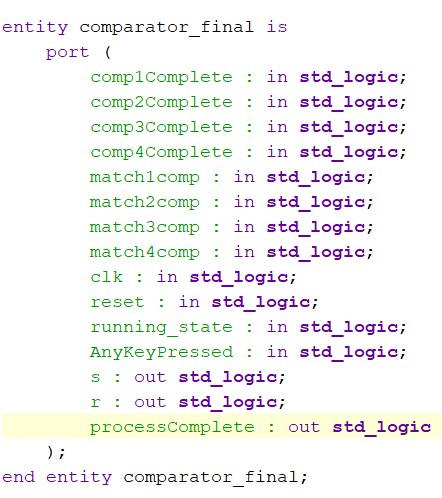 entity comparator_final is
port (
comp1Complete : in std_logic;
comp2Complete : in std_logic;
comp3Complete : in std_logic;
comp4Complete : in std_logic;
match1comp : in std_logic;
match2comp : in std_logic;
match3comp : in std_logic;
match4comp : in std_logic;
clk : in std_logic;
reset : in std_logic;
running_state : in std_logic;
AnyKeyPressed : in std_logic;
s : out std_logic;
r : out std_logic;
processComplete : out std_logic
);
end entity comparator_final;